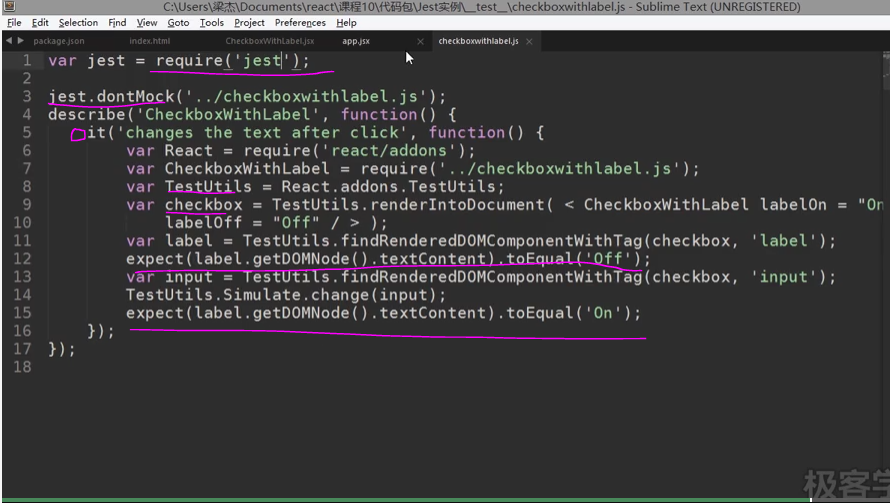 C:\Users\梁杰\Documents\react\课程10\代码包\Jest实例\__test__\checkboxwithlabel.js - Sublime Text (UNREGISTERED)
File Edit Selection Find View Goto Tools Project Preferences Help
package.json index.html CheckboxWithLabel.jsx app.jsx checkboxwithlabel.js
1 var jest = require('jest');
2
3 jest.dontMock('../checkboxwithlabel.js');
4 describe('CheckboxWithLabel', function() {
5 it('changes the text after click', function() {
6 var React = require('react/addons');
7 var CheckboxWithLabel = require('../checkboxwithlabel.js');
8 var TestUtils = React.addons.TestUtils;
9 var checkbox = TestUtils.renderIntoDocument( < CheckboxWithLabel labelOn = "On
10 labelOff = "Off" / > );
11 var label = TestUtils.findRenderedDOMComponentWithTag(checkbox, 'label');
12 expect(label.getDOMNode().textContent).toEqual('Off');
13 var input = TestUtils.findRenderedDOMComponentWithTag(checkbox, 'input');
14 TestUtils.Simulate.change(input);
15 expect(label.getDOMNode().textContent).toEqual('On');
16 });
17 });
18
极客学